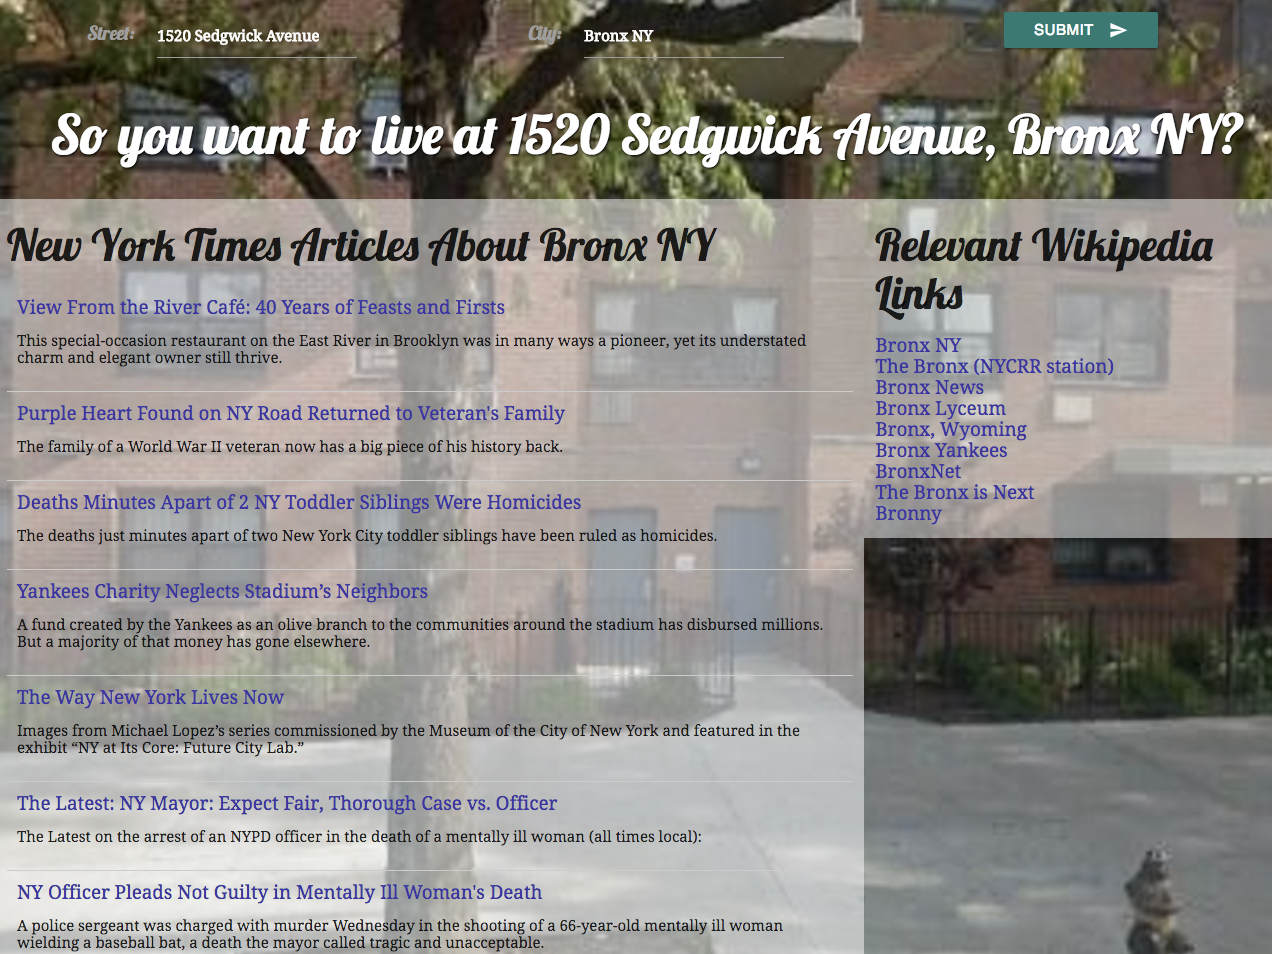 Street: 1520 Sedgwick Avenue City: Bronx NY SUBMIT
So you want to live at 1520 Sedgwick Avenue, Bronx NY?
New York Times Articles About Bronx NY
View From the River Café: 40 Years of Feasts and Firsts
This special-occasion restaurant on the East River in Brooklyn was in many ways a pioneer, yet its understated
charm and elegant owner still thrive.
Purple Heart Found on NY Road Returned to Veteran's Family
The family of a World War II veteran now has a big piece of his history back.
Deaths Minutes Apart of 2 NY Toddler Siblings Were Homicides
The deaths just minutes apart of two New York City toddler siblings have been ruled as homicides.
Yankees Charity Neglects Stadium’s Neighbors
A fund created by the Yankees as an olive branch to the communities around the stadium has disbursed millions.
But a majority of that money has gone elsewhere.
The Way New York Lives Now
Images from Michael Lopez’s series commissioned by the Museum of the City of New York and featured in the
exhibit “NY at Its Core: Future City Lab.”
The Latest: NY Mayor: Expect Fair, Thorough Case vs. Officer
The Latest on the arrest of an NYPD officer in the death of a mentally ill woman (all times local):
NY Officer Pleads Not Guilty in Mentally Ill Woman's Death
A police sergeant was charged with murder Wednesday in the shooting of a 66-year-old mentally ill woman
wielding a baseball bat, a death the mayor called tragic and unacceptable.
Relevant Wikipedia
Links
Bronx NY
The Bronx (NYCRR station)
Bronx News
Bronx Lyceum
Bronx, Wyoming
Bronx Yankees
BronxNet
The Bronx is Next
Bronny